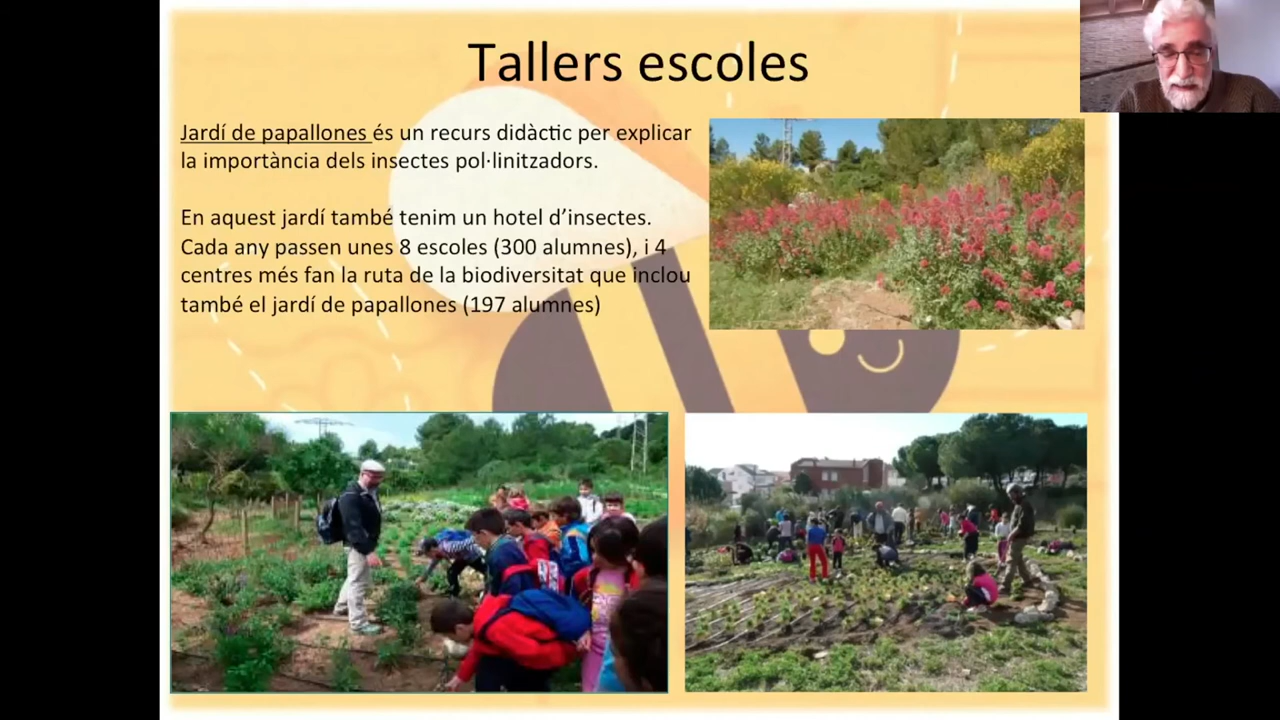 Tallers escoles
Jardí de papallones és un recurs didàctic per explicar
la importància dels insectes pol·linitzadors.
En aquest jardí també tenim un hotel d’insectes.
Cada any passen unes 8 escoles (300 alumnes), i 4
centres més fan la ruta de la biodiversitat que inclou
també el jardí de papallones (197 alumnes)